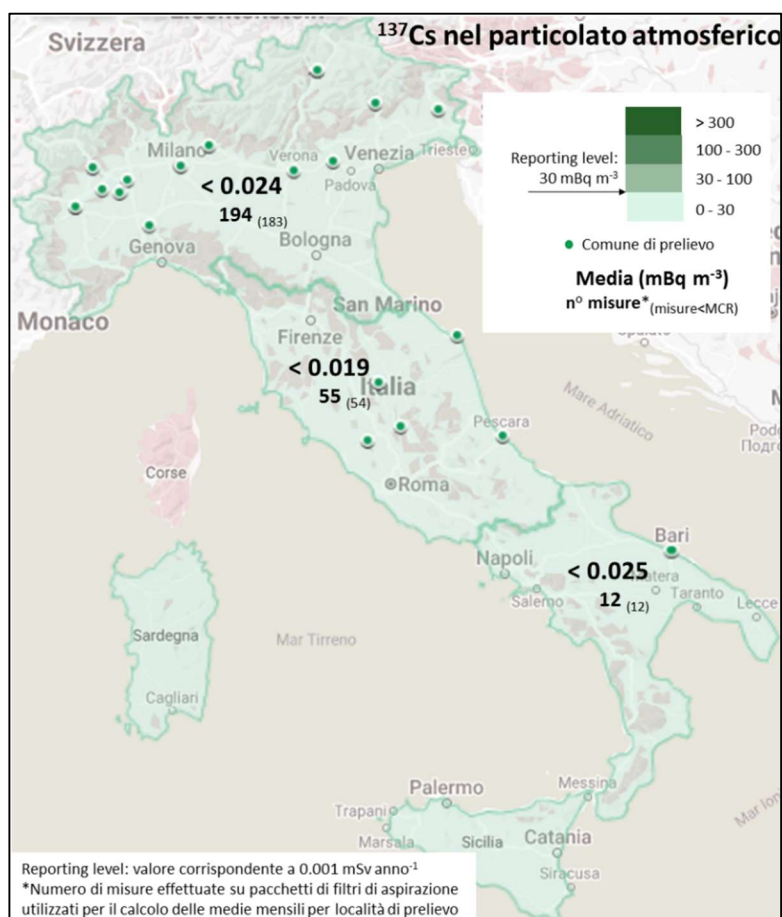 Svizzera
¹³⁷Cs nel particolato atmosferico
> 300
100 - 300
Reporting level:
30 mBq m⁻³
30 - 100
0 - 30
Comune di prelievo
Media (mBq m⁻³)
n° misure* (misure<MCR)
Milano
Verona
Venezia
Trieste
Padova
< 0.024
194 (183)
Genova
Bologna
Monaco
San Marino
Firenze
< 0.019
Italia
55 (54)
Mare Adriatico
Pescara
Corse
Roma
Bari
Napoli
< 0.025
Matera
Salerno
12 (12)
Taranto
Lecce
Sardegna
Mar Tirreno
Cagliari
Palermo
Messina
Trapani
Marsala
Sicilia
Catania
Siracusa
Mar Ion
Reporting level: valore corrispondente a 0.001 mSv anno⁻¹
*Numero di misure effettuate su pacchetti di filtri di aspirazione
utilizzati per il calcolo delle medie mensili per località di prelievo